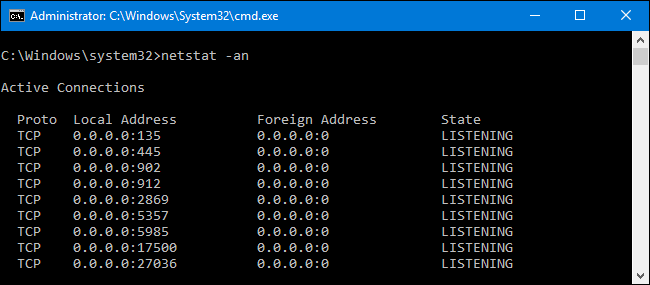 Administrator: C:\Windows\System32\cmd.exe
C:\Windows\system32>netstat -an
Active Connections
Proto  Local Address          Foreign Address        State
TCP    0.0.0.0:135            0.0.0.0:0              LISTENING
TCP    0.0.0.0:445            0.0.0.0:0              LISTENING
TCP    0.0.0.0:902            0.0.0.0:0              LISTENING
TCP    0.0.0.0:912            0.0.0.0:0              LISTENING
TCP    0.0.0.0:2869           0.0.0.0:0              LISTENING
TCP    0.0.0.0:5357           0.0.0.0:0              LISTENING
TCP    0.0.0.0:5985           0.0.0.0:0              LISTENING
TCP    0.0.0.0:17500          0.0.0.0:0              LISTENING
TCP    0.0.0.0:27036          0.0.0.0:0              LISTENING